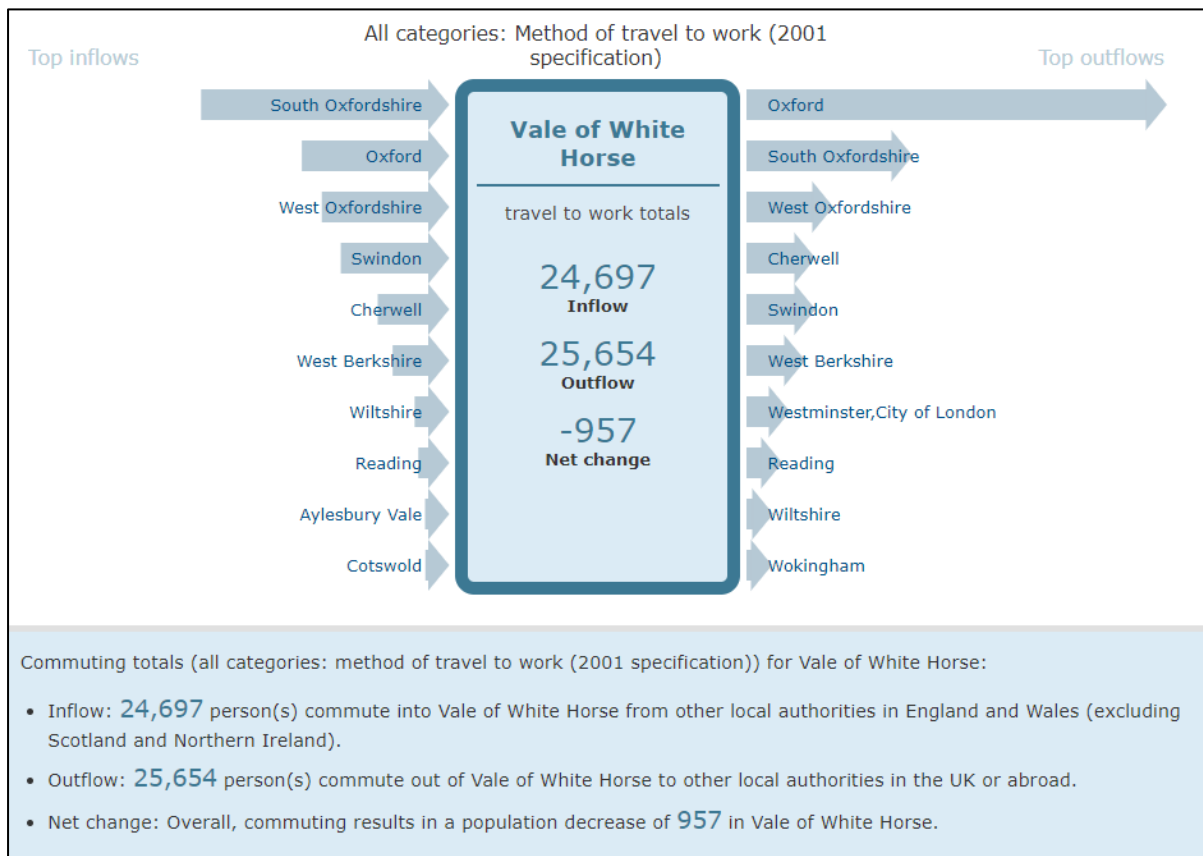 All categories: Method of travel to work (2001
specification)
Top inflows
Top outflows
South Oxfordshire
Oxford
West Oxfordshire
Swindon
Cherwell
West Berkshire
Wiltshire
Reading
Aylesbury Vale
Cotswold
Vale of White
Horse
travel to work totals
24,697
Inflow
25,654
Outflow
-957
Net change
Oxford
South Oxfordshire
West Oxfordshire
Cherwell
Swindon
West Berkshire
Westminster,City of London
Reading
Wiltshire
Wokingham
Commuting totals (all categories: method of travel to work (2001 specification)) for Vale of White Horse:
• Inflow: 24,697 person(s) commute into Vale of White Horse from other local authorities in England and Wales (excluding
Scotland and Northern Ireland).
• Outflow: 25,654 person(s) commute out of Vale of White Horse to other local authorities in the UK or abroad.
• Net change: Overall, commuting results in a population decrease of 957 in Vale of White Horse.